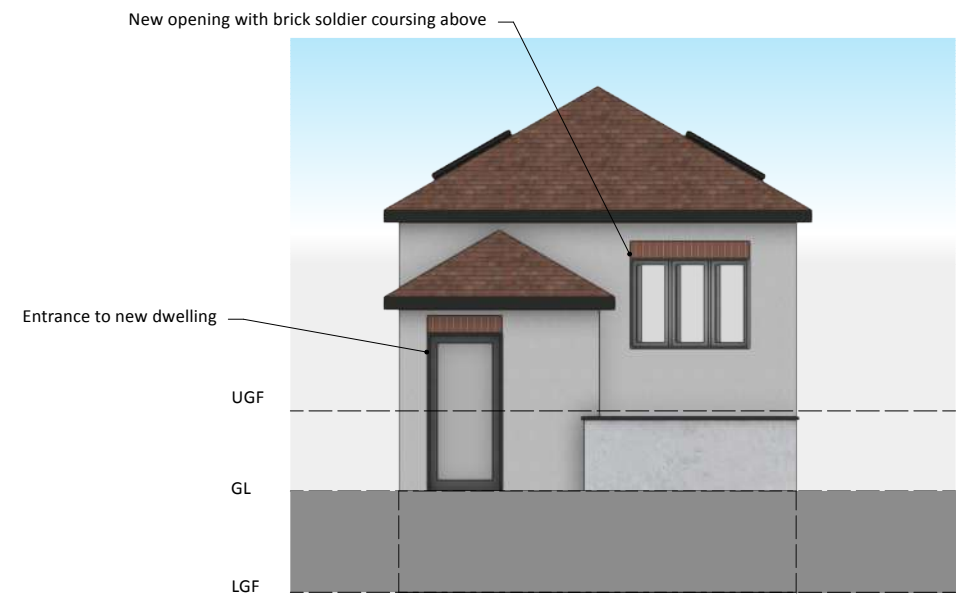 New opening with brick soldier coursing above
Entrance to new dwelling
UGF
GL
LGF